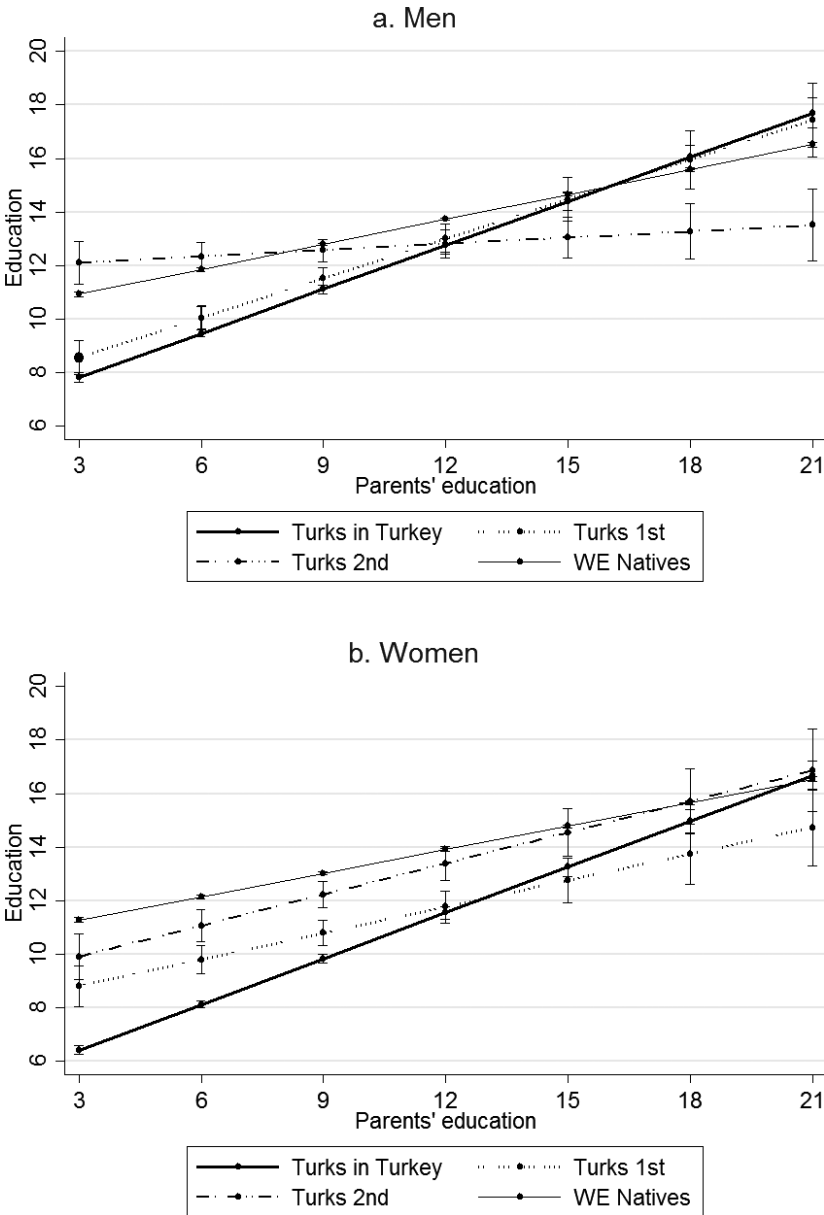 a. Men
20
18
16
14
12
10
8
6
Education
3 6 9 12 15 18 21
Parents' education
Turks in Turkey Turks 1st
Turks 2nd WE Natives
b. Women
20
18
16
14
12
10
8
6
Education
3 6 9 12 15 18 21
Parents' education
Turks in Turkey Turks 1st
Turks 2nd WE Natives